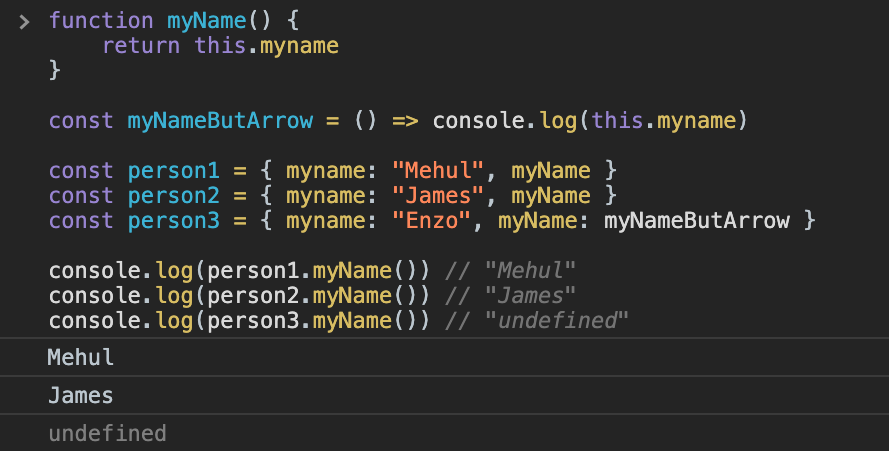 > function myName() {
    return this.myname
}

const myNameButArrow = () => console.log(this.myname)

const person1 = { myname: "Mehul", myName }
const person2 = { myname: "James", myName }
const person3 = { myname: "Enzo", myName: myNameButArrow }

console.log(person1.myName()) // "Mehul"
console.log(person2.myName()) // "James"
console.log(person3.myName()) // "undefined"
Mehul
James
undefined